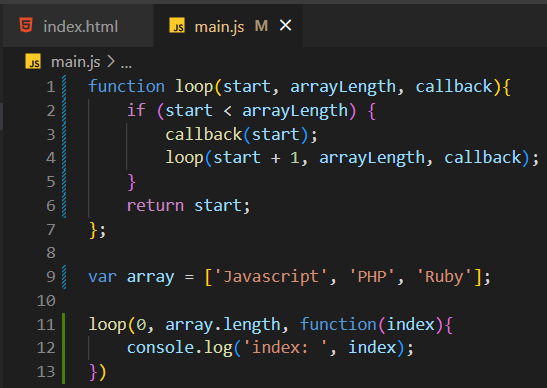 index.html main.js M ×
JS main.js > ...
1 function loop(start, arrayLength, callback){
2     if (start < arrayLength) {
3         callback(start);
4         loop(start + 1, arrayLength, callback);
5     }
6     return start;
7 };
8
9 var array = ['Javascript', 'PHP', 'Ruby'];
10
11 loop(0, array.length, function(index){
12     console.log('index: ', index);
13 })